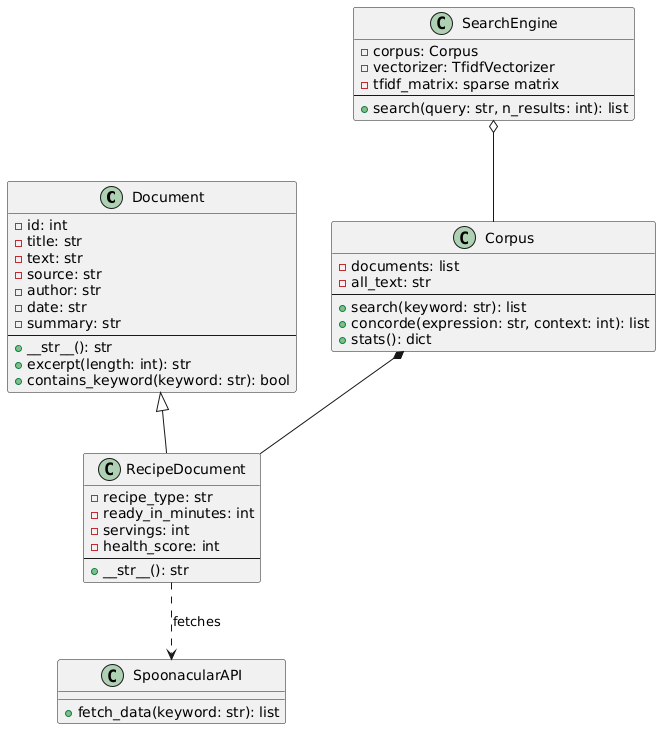 SearchEngine
corpus: Corpus
vectorizer: TfidfVectorizer
tfidf_matrix: sparse matrix
search(query: str, n_results: int): list
Document
id: int
title: str
text: str
source: str
author: str
date: str
summary: str
__str__(): str
excerpt(length: int): str
contains_keyword(keyword: str): bool
Corpus
documents: list
all_text: str
search(keyword: str): list
concorde(expression: str, context: int): list
stats(): dict
RecipeDocument
recipe_type: str
ready_in_minutes: int
servings: int
health_score: int
__str__(): str
fetches
SpoonacularAPI
fetch_data(keyword: str): list